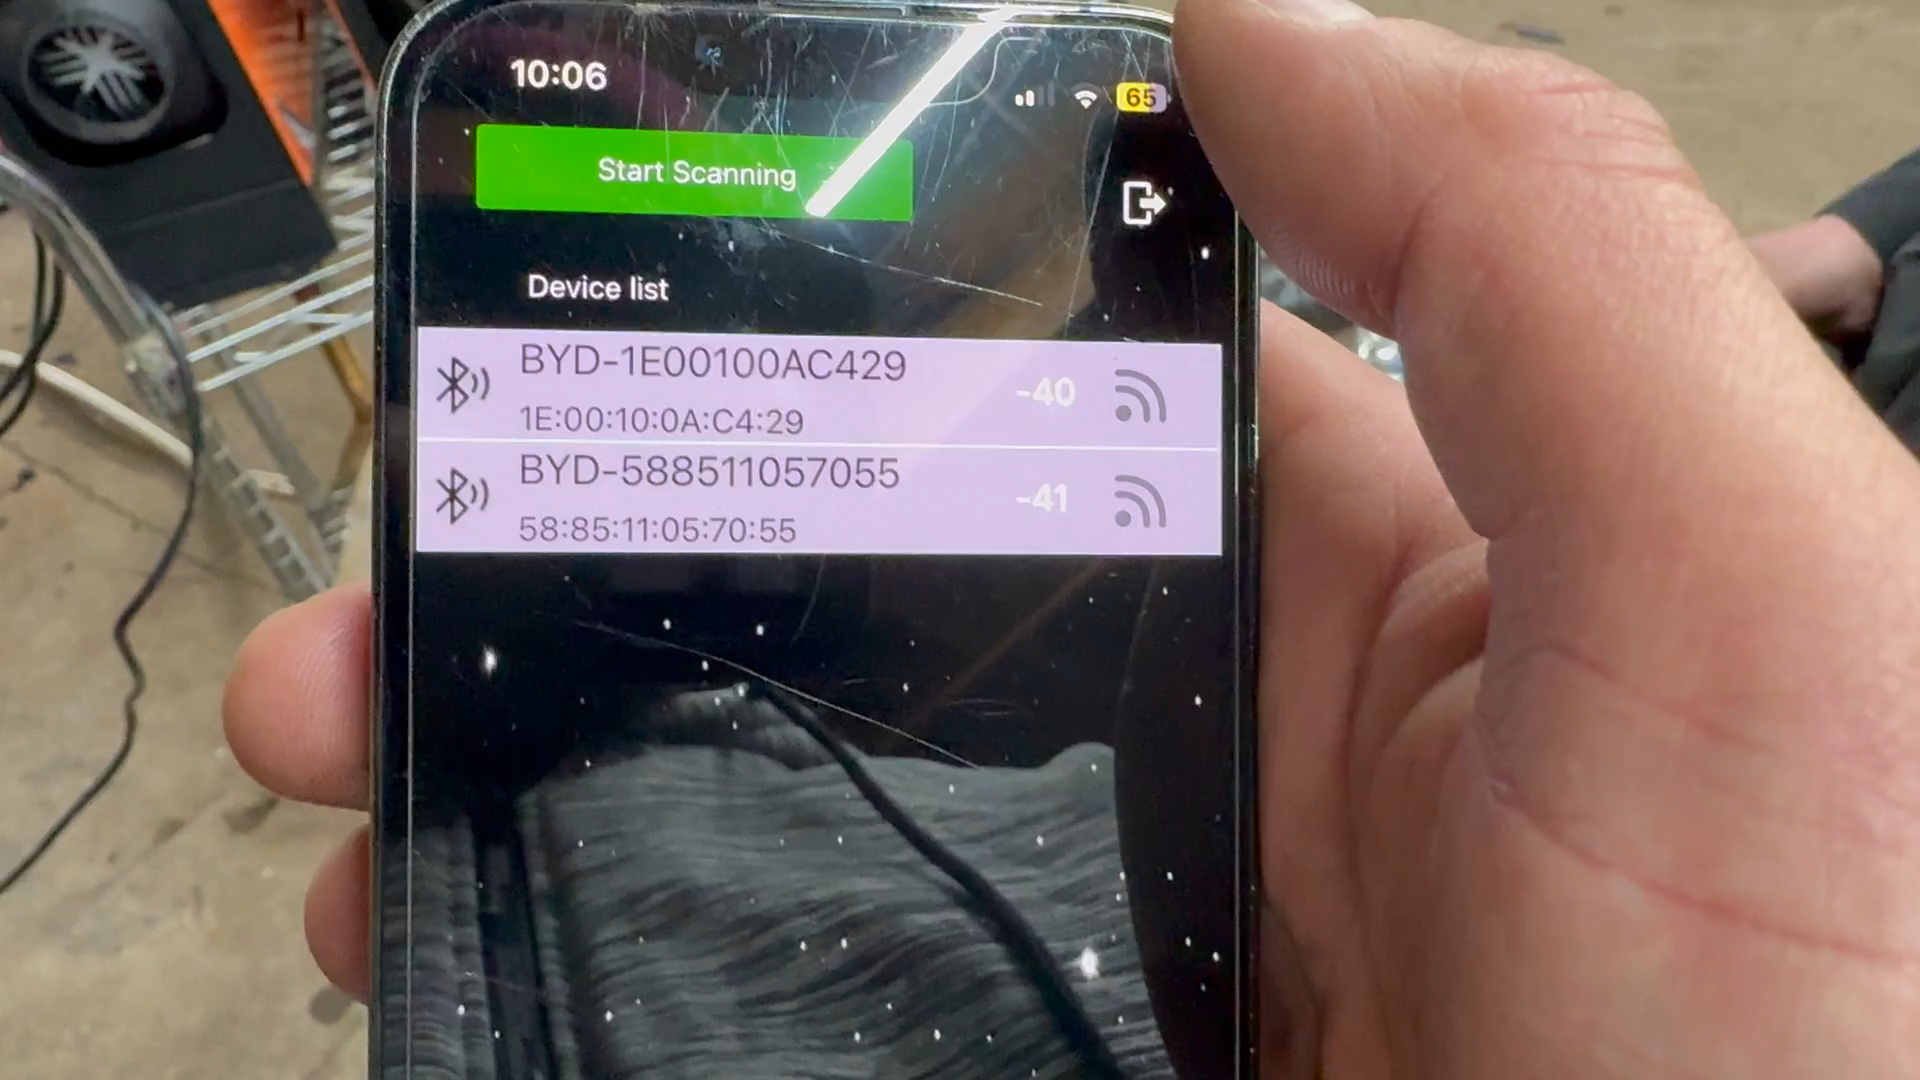 10:06
65
Start Scanning
Device list
BYD-1E00100AC429
-40
1E:00:10:0A:C4:29
BYD-588511057055
-41
58:85:11:05:70:55